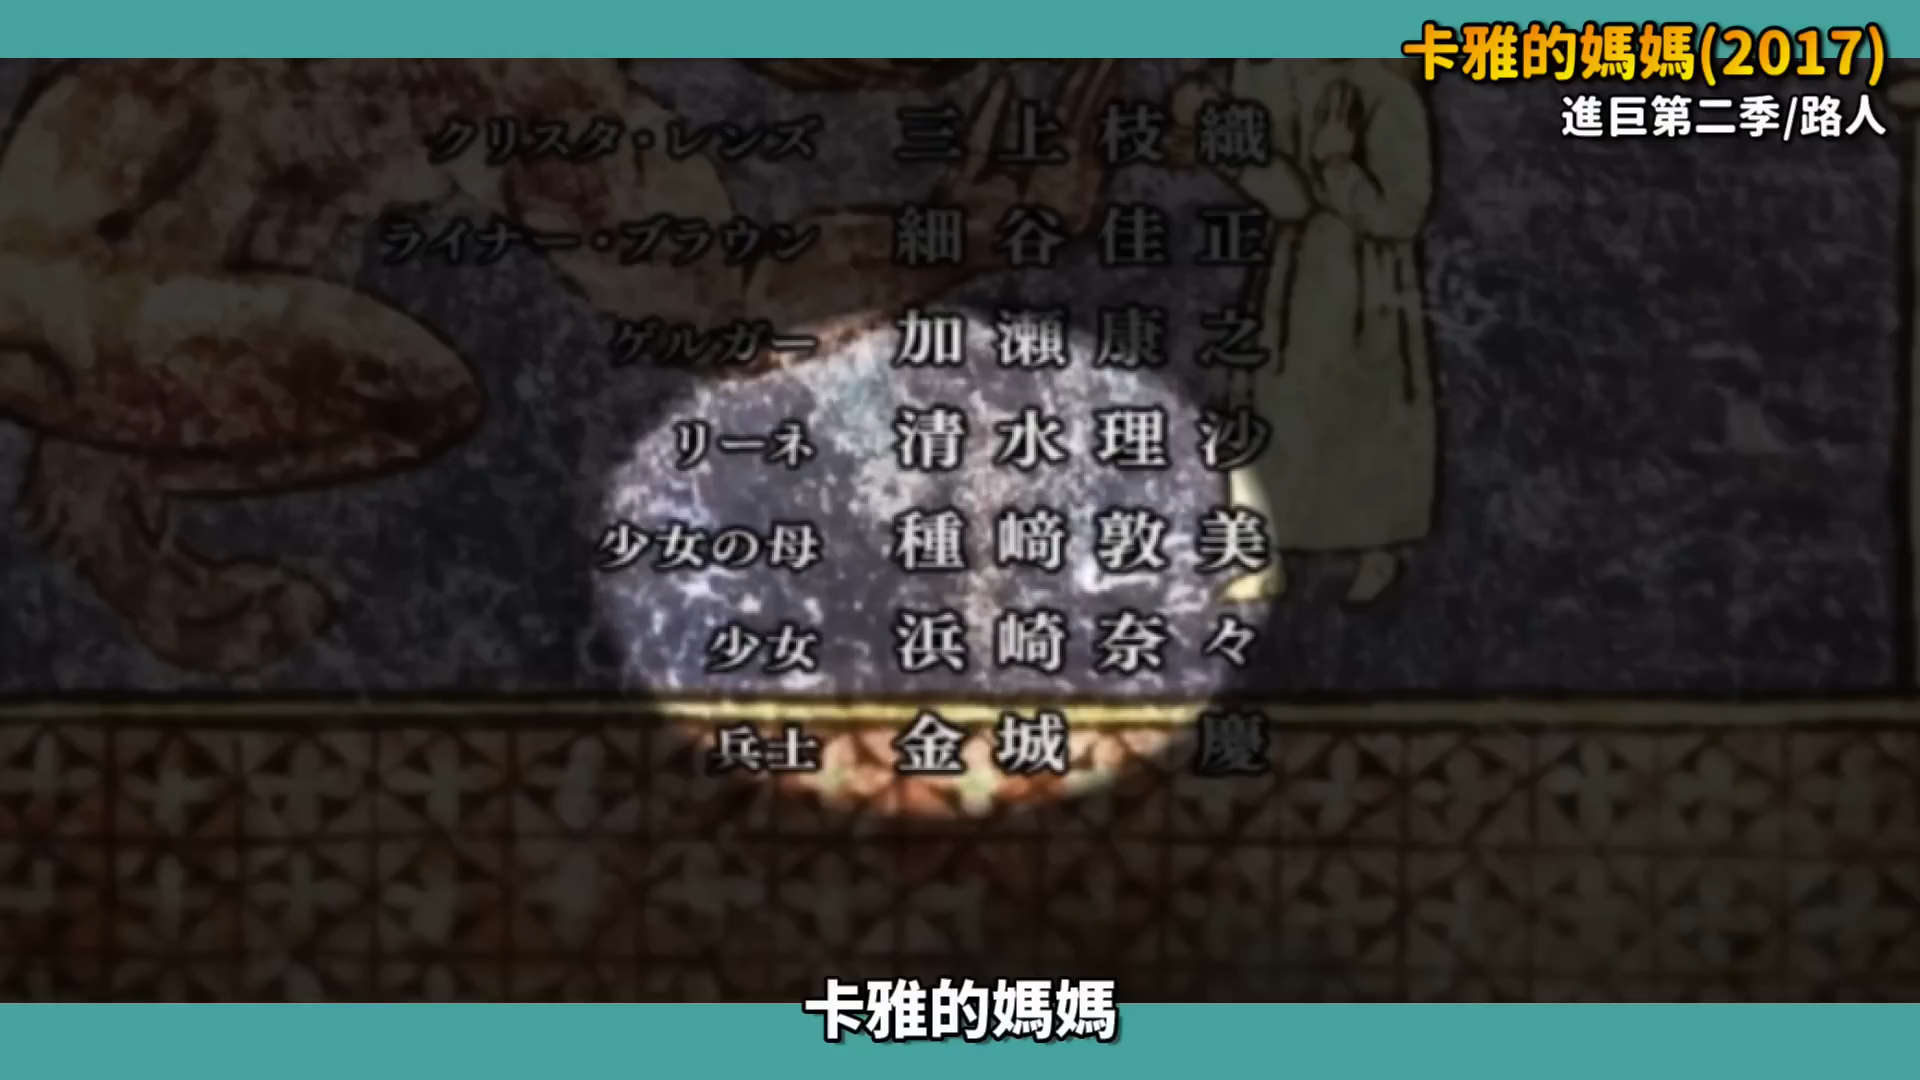 卡雅的媽媽(2017)
進巨第二季/路人
クリスタ・レンズ 三上枝織
ライナー・ブラウン 細谷佳正
ゲルガー 加瀬康之
リーネ 清水理沙
少女の母 種﨑敦美
少女 浜崎奈々
兵士 金城 慶
卡雅的媽媽